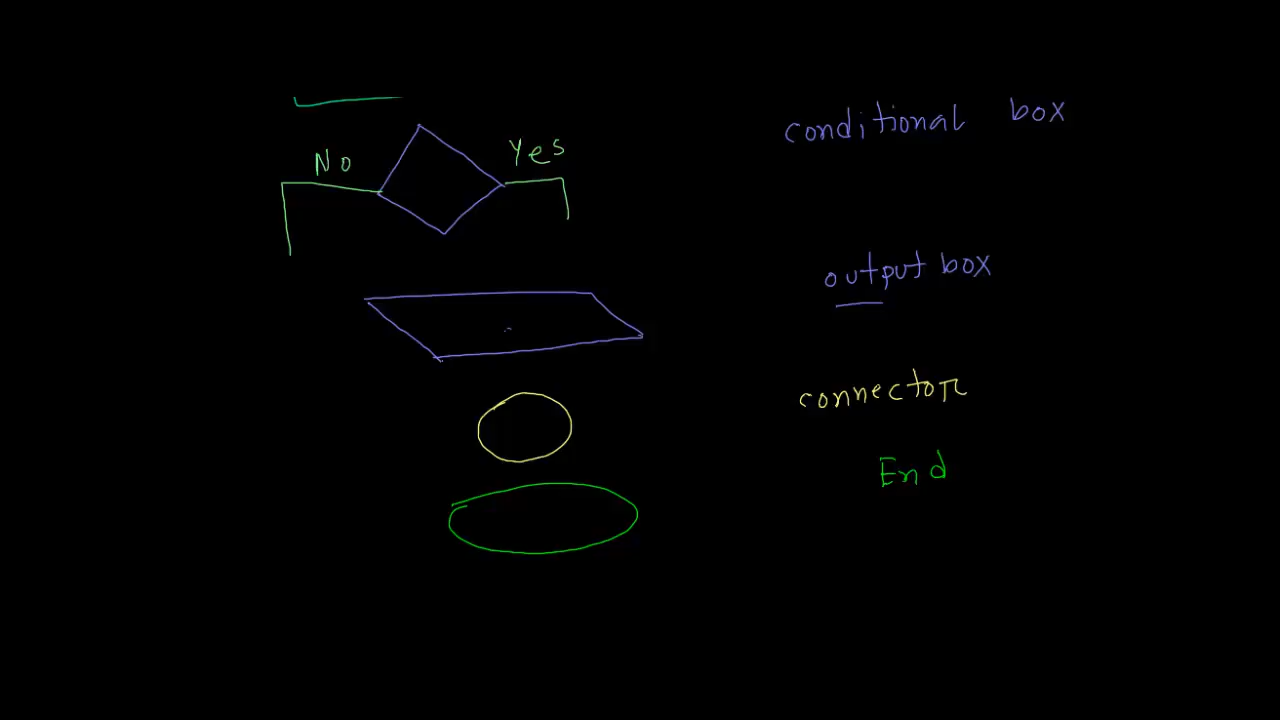 conditional box
No
Yes
output box
connector
End